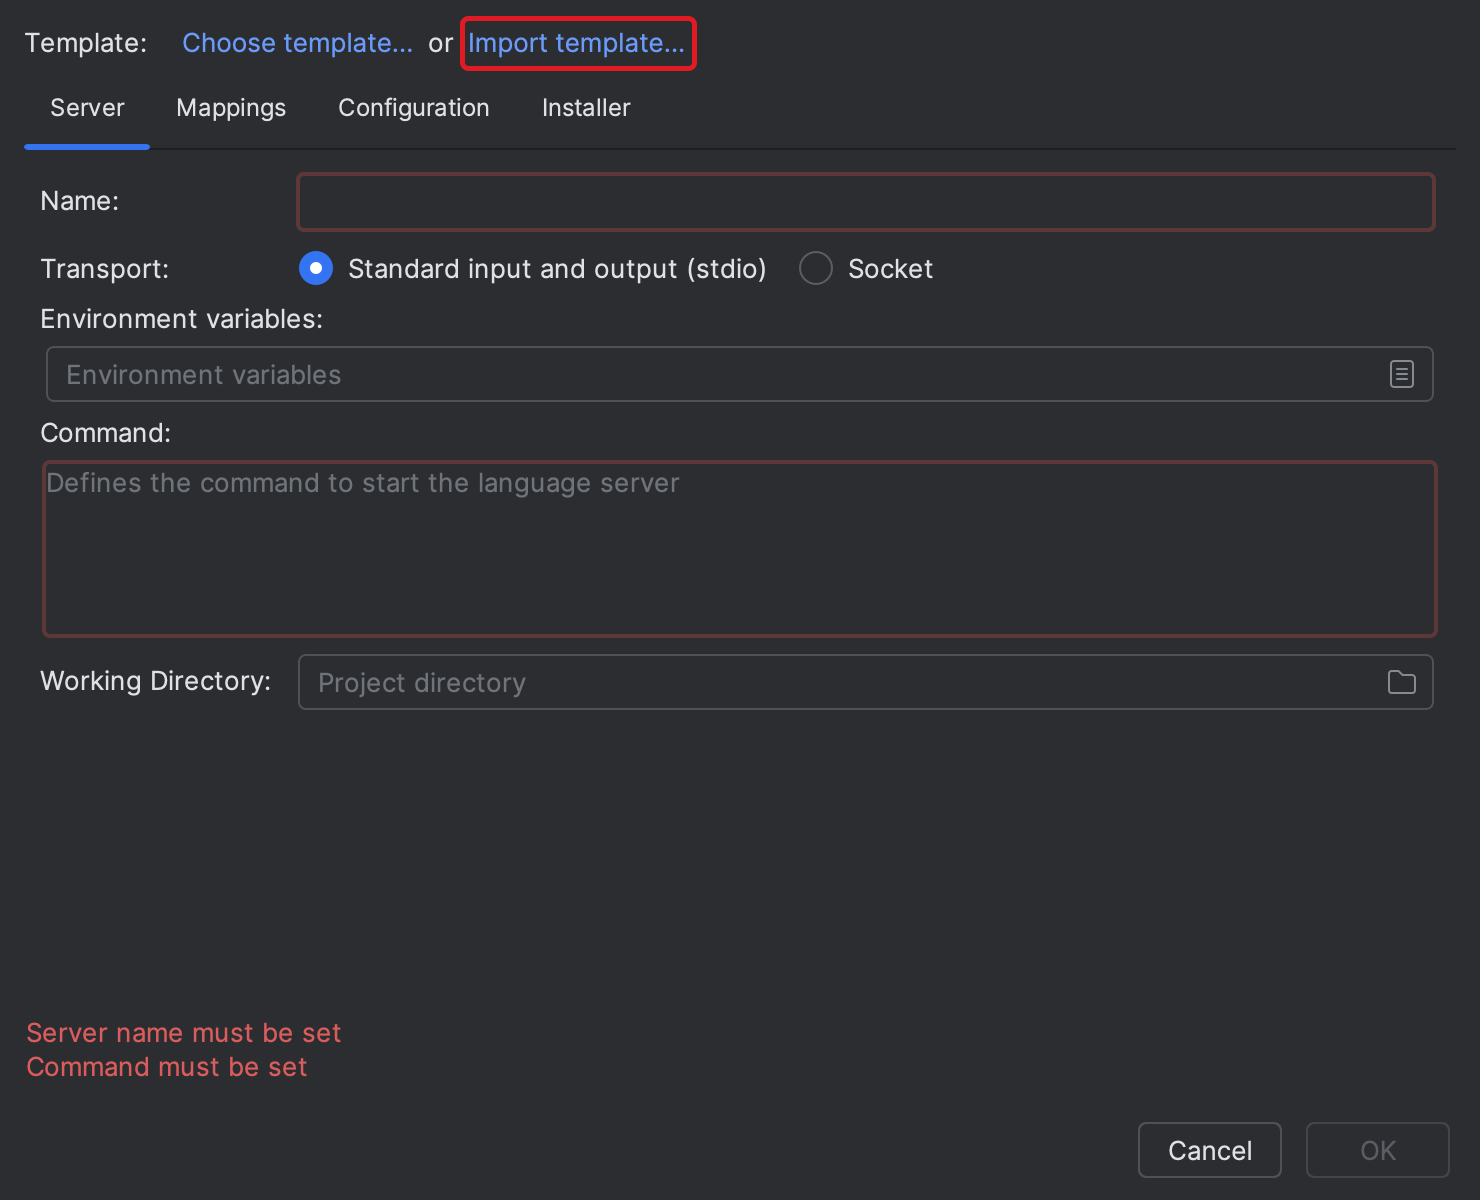 Template: Choose template... or Import template...
Server Mappings Configuration Installer
Name:
Transport: Standard input and output (stdio) Socket
Environment variables:
Environment variables
Command:
Defines the command to start the language server
Working Directory: Project directory
Server name must be set
Command must be set
Cancel OK